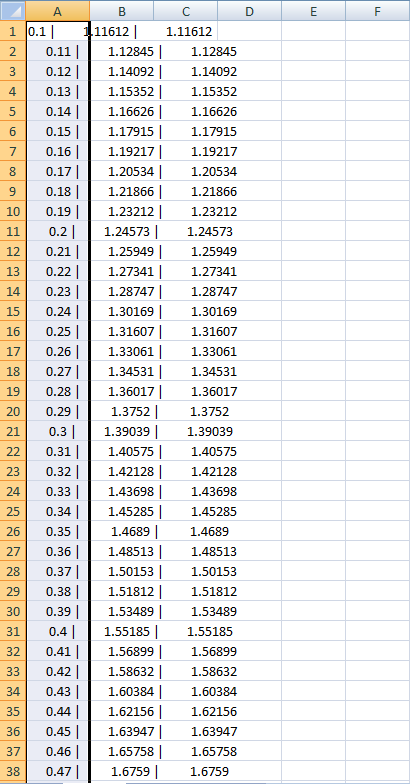 A B C D E F
1 0.1 | 1.11612 | 1.11612
2 0.11 | 1.12845 | 1.12845
3 0.12 | 1.14092 | 1.14092
4 0.13 | 1.15352 | 1.15352
5 0.14 | 1.16626 | 1.16626
6 0.15 | 1.17915 | 1.17915
7 0.16 | 1.19217 | 1.19217
8 0.17 | 1.20534 | 1.20534
9 0.18 | 1.21866 | 1.21866
10 0.19 | 1.23212 | 1.23212
11 0.2 | 1.24573 | 1.24573
12 0.21 | 1.25949 | 1.25949
13 0.22 | 1.27341 | 1.27341
14 0.23 | 1.28747 | 1.28747
15 0.24 | 1.30169 | 1.30169
16 0.25 | 1.31607 | 1.31607
17 0.26 | 1.33061 | 1.33061
18 0.27 | 1.34531 | 1.34531
19 0.28 | 1.36017 | 1.36017
20 0.29 | 1.3752 | 1.3752
21 0.3 | 1.39039 | 1.39039
22 0.31 | 1.40575 | 1.40575
23 0.32 | 1.42128 | 1.42128
24 0.33 | 1.43698 | 1.43698
25 0.34 | 1.45285 | 1.45285
26 0.35 | 1.4689 | 1.4689
27 0.36 | 1.48513 | 1.48513
28 0.37 | 1.50153 | 1.50153
29 0.38 | 1.51812 | 1.51812
30 0.39 | 1.53489 | 1.53489
31 0.4 | 1.55185 | 1.55185
32 0.41 | 1.56899 | 1.56899
33 0.42 | 1.58632 | 1.58632
34 0.43 | 1.60384 | 1.60384
35 0.44 | 1.62156 | 1.62156
36 0.45 | 1.63947 | 1.63947
37 0.46 | 1.65758 | 1.65758
38 0.47 | 1.6759 | 1.6759